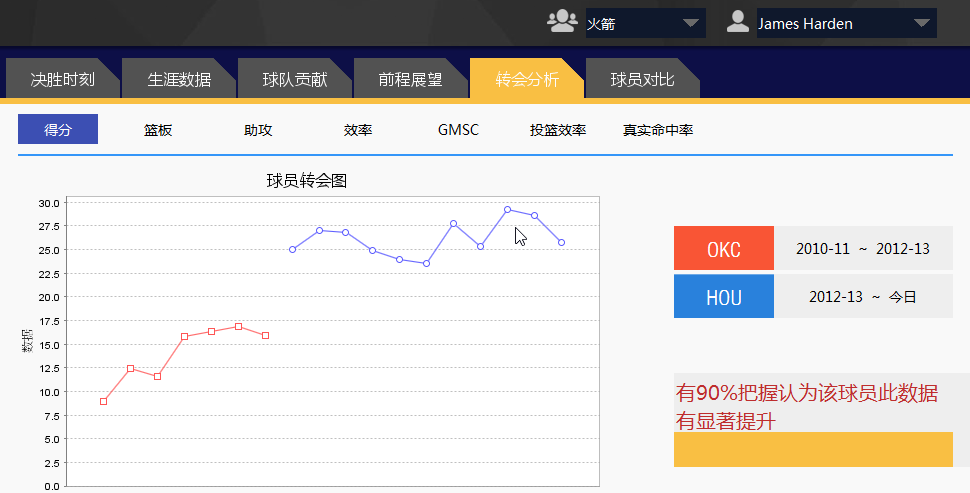 火箭 James Harden
决胜时刻 生涯数据 球队贡献 前程展望 转会分析 球员对比
得分 篮板 助攻 效率 GMSC 投篮效率 真实命中率
球员转会图
30.0
27.5
25.0
22.5
20.0
17.5
15.0
12.5
10.0
7.5
5.0
2.5
0.0
数据
OKC 2010-11 ~ 2012-13
HOU 2012-13 ~ 今日
有90%把握认为该球员此数据
有显著提升